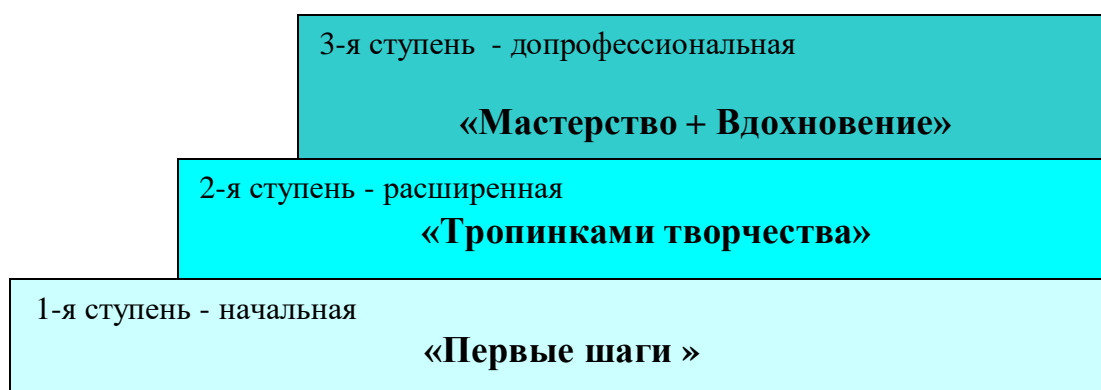 3-я ступень  - допрофессиональная
«Мастерство + Вдохновение»
2-я ступень - расширенная
«Тропинками творчества»
1-я ступень - начальная
«Первые шаги »